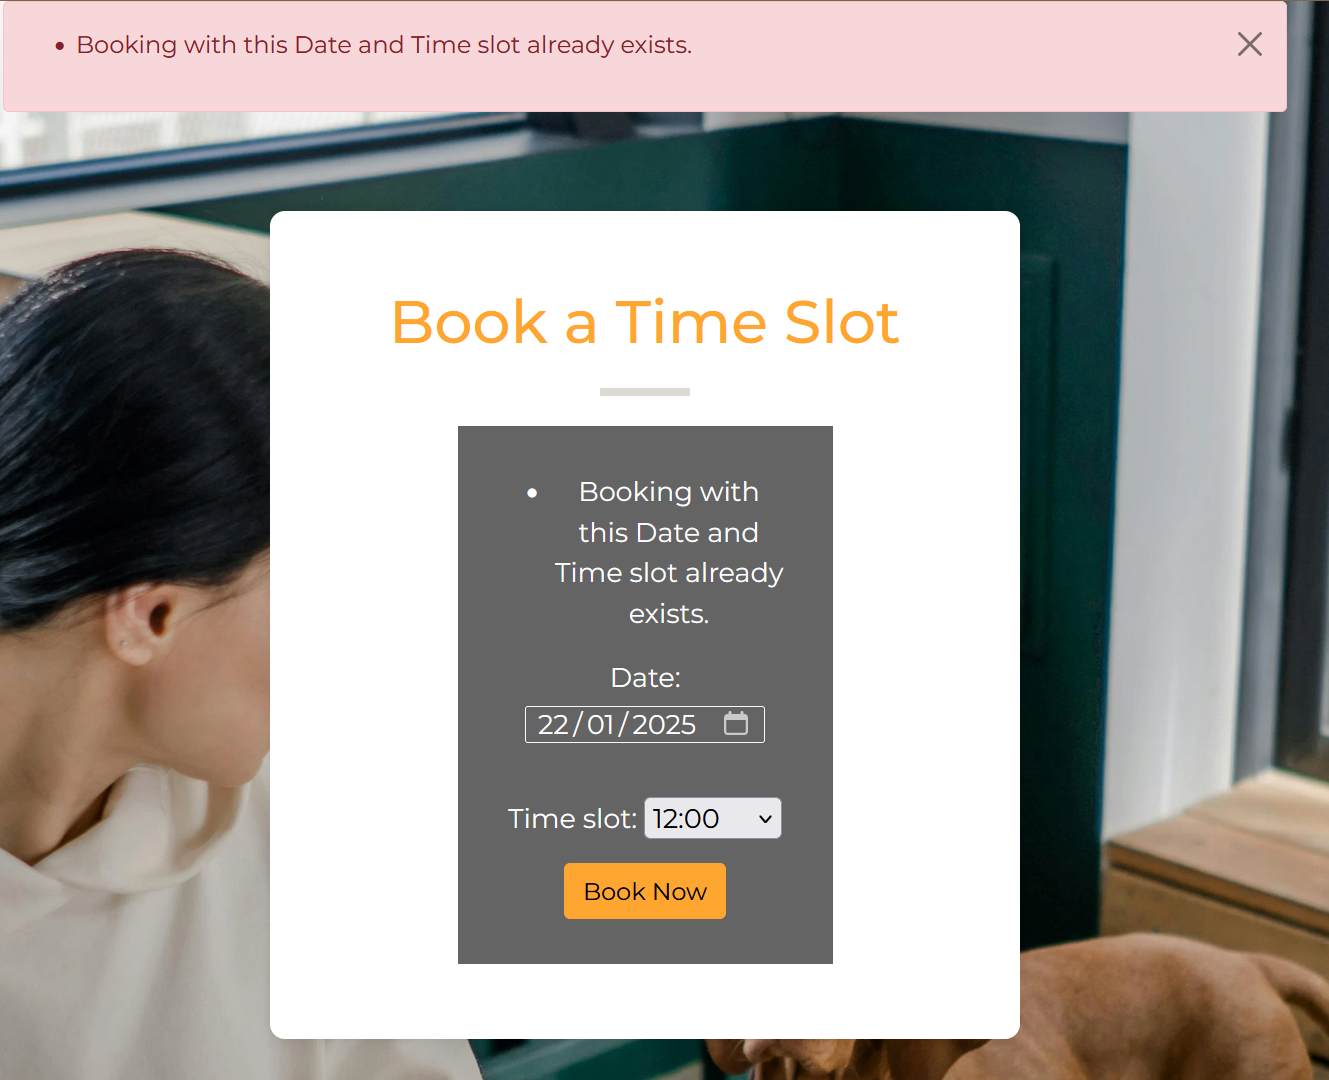 Booking with this Date and Time slot already exists.
Book a Time Slot
Booking with
this Date and
Time slot already
exists.
Date:
22/01/2025
Time slot: 12:00
Book Now